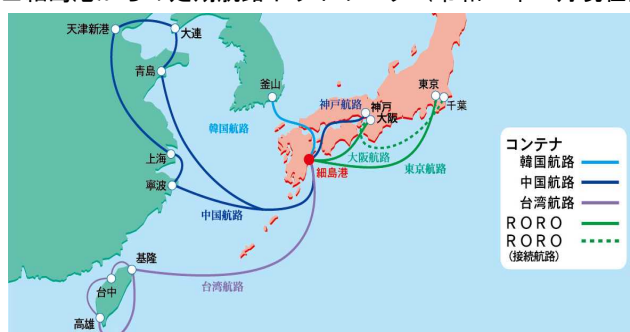 天津新港
大連
青島
釜山
東京
千葉
神戸航路
神戸
大阪
韓国航路
大阪航路
東京航路
上海
細島港
寧波
中国航路
基隆
台湾航路
台中
高雄
コンテナ
韓国航路
中国航路
台湾航路
RORO
RORO
(接続航路)